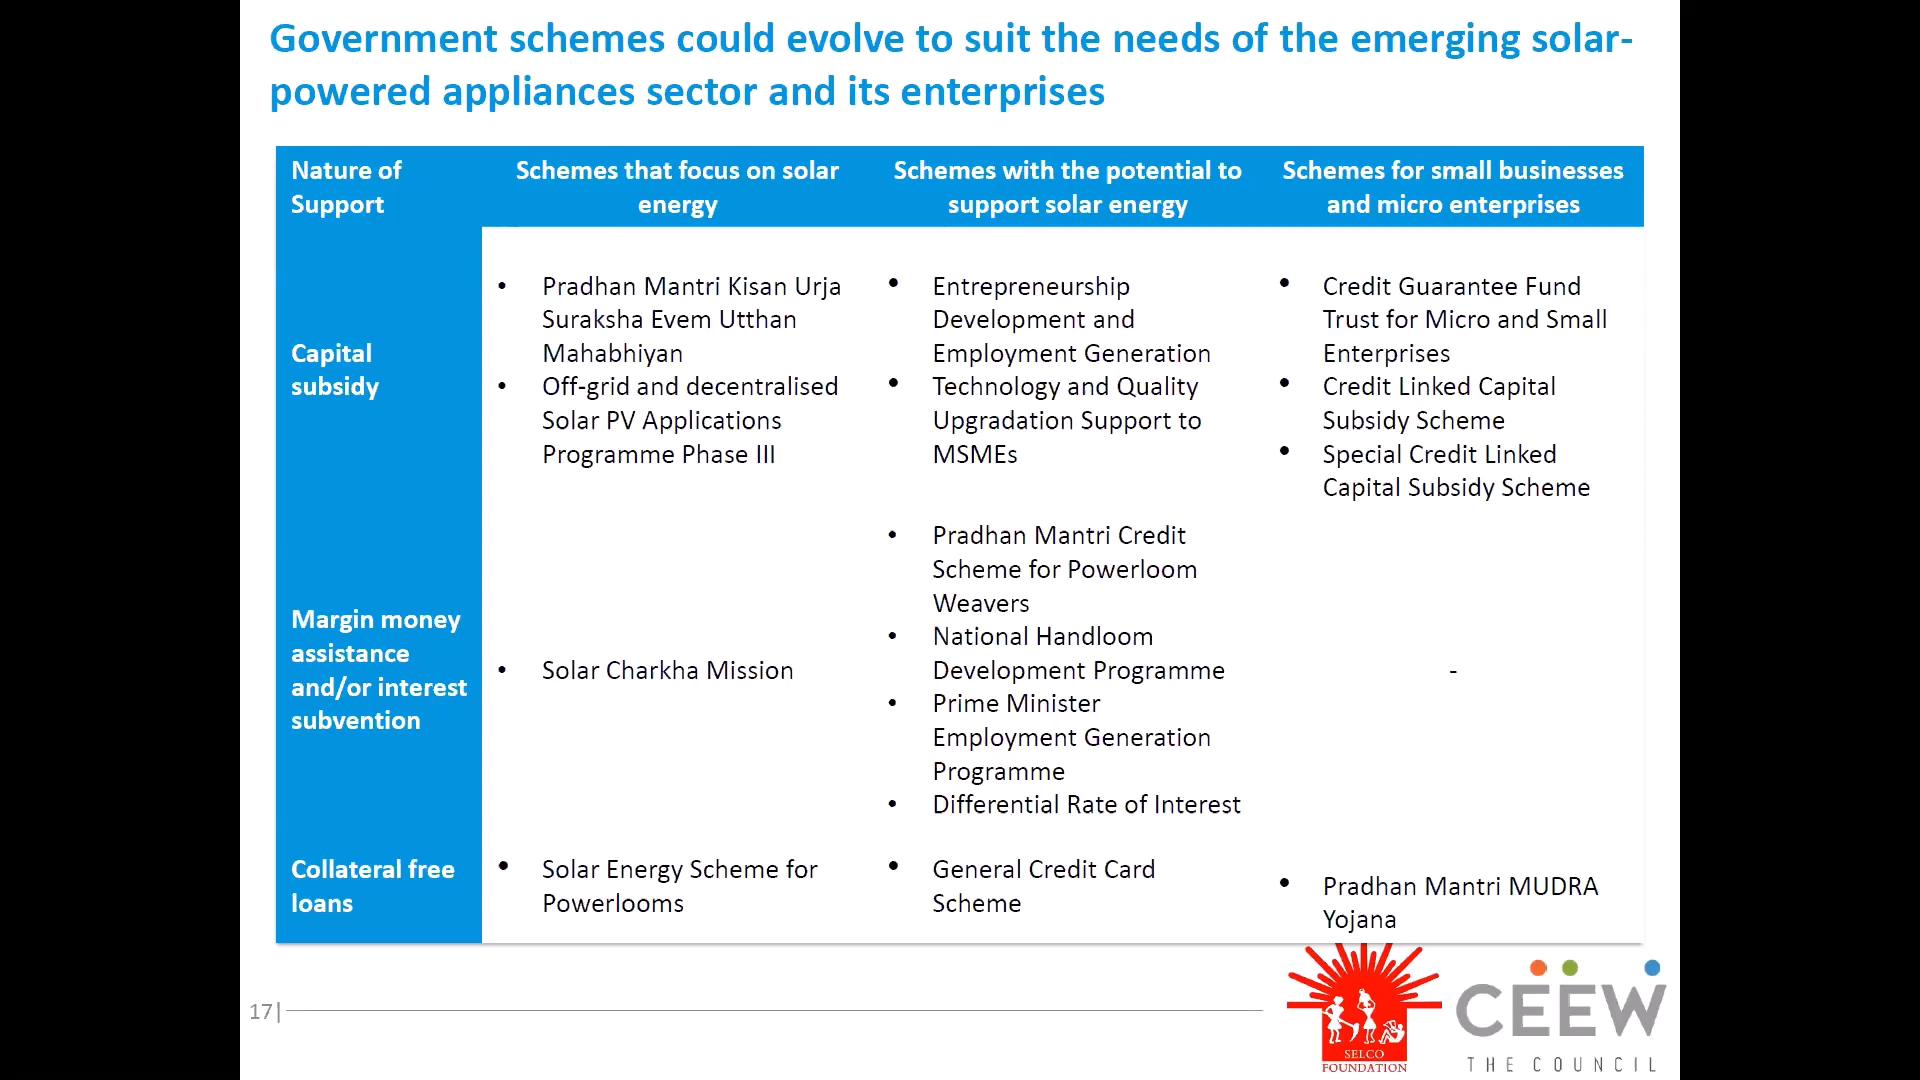 Government schemes could evolve to suit the needs of the emerging solar-
powered appliances sector and its enterprises
Nature of
Support
Schemes that focus on solar
energy
Schemes with the potential to
support solar energy
Schemes for small businesses
and micro enterprises
Capital
subsidy
• Pradhan Mantri Kisan Urja
Suraksha Evem Utthan
Mahabhiyan
• Off-grid and decentralised
Solar PV Applications
Programme Phase III
• Entrepreneurship
Development and
Employment Generation
• Technology and Quality
Upgradation Support to
MSMEs
• Credit Guarantee Fund
Trust for Micro and Small
Enterprises
• Credit Linked Capital
Subsidy Scheme
• Special Credit Linked
Capital Subsidy Scheme
Margin money
assistance
and/or interest
subvention
• Solar Charkha Mission
• Pradhan Mantri Credit
Scheme for Powerloom
Weavers
• National Handloom
Development Programme
• Prime Minister
Employment Generation
Programme
• Differential Rate of Interest
-
Collateral free
loans
• Solar Energy Scheme for
Powerlooms
• General Credit Card
Scheme
• Pradhan Mantri MUDRA
Yojana
17|
SELCO
FOUNDATION
CEEW
THE COUNCIL